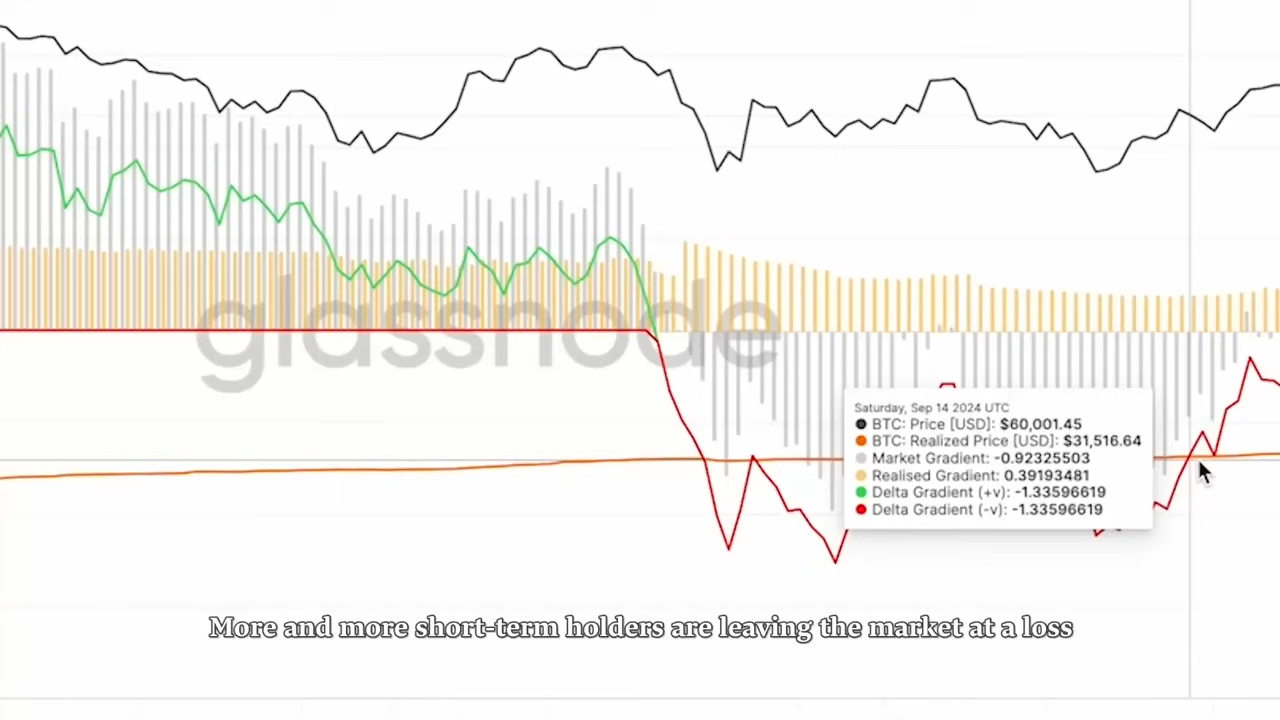 glassnode
Saturday, Sep 14 2024 UTC
BTC: Price [USD]: $60,001.45
BTC: Realized Price [USD]: $31,516.64
Market Gradient: -0.92325503
Realised Gradient: 0.39193481
Delta Gradient (+v): -1.33596619
Delta Gradient (-v): -1.33596619
More and more short-term holders are leaving the market at a loss